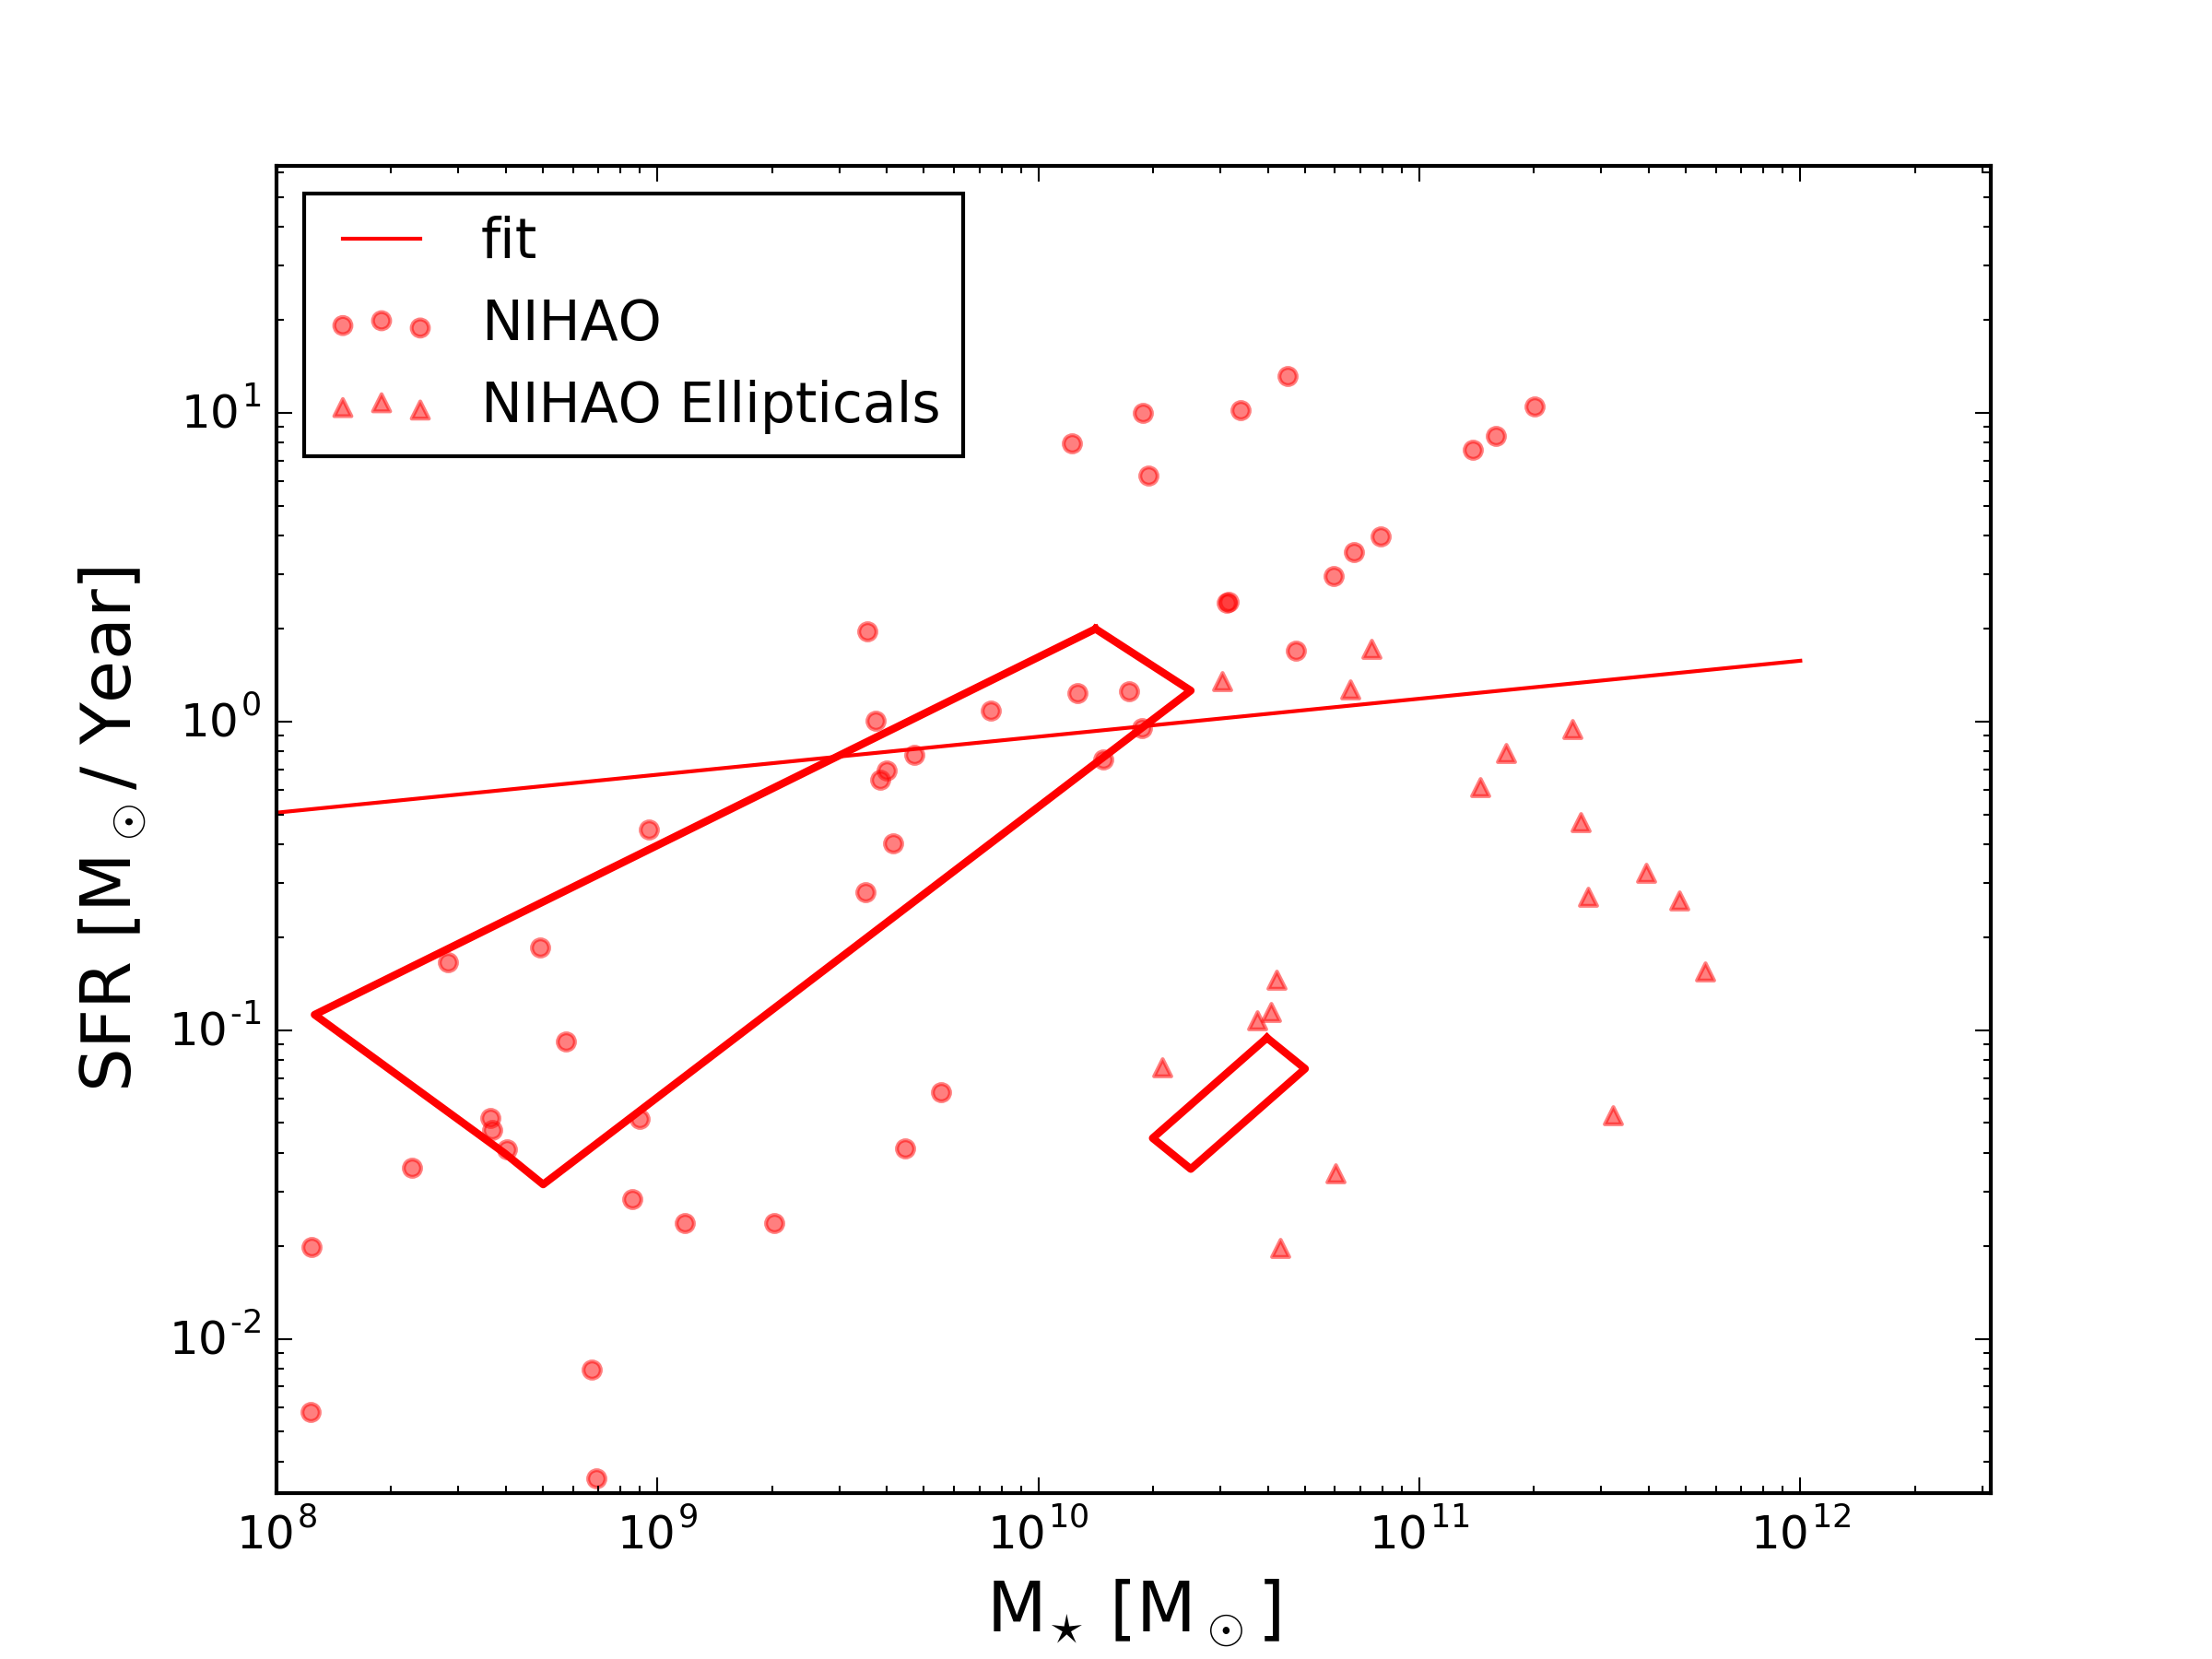 fit
NIHAO
NIHAO Ellipticals
10¹
10⁰
10⁻¹
10⁻²
SFR [M⊙/ Year]
10⁸ 10⁹ 10¹⁰ 10¹¹ 10¹²
M⋆ [M⊙]